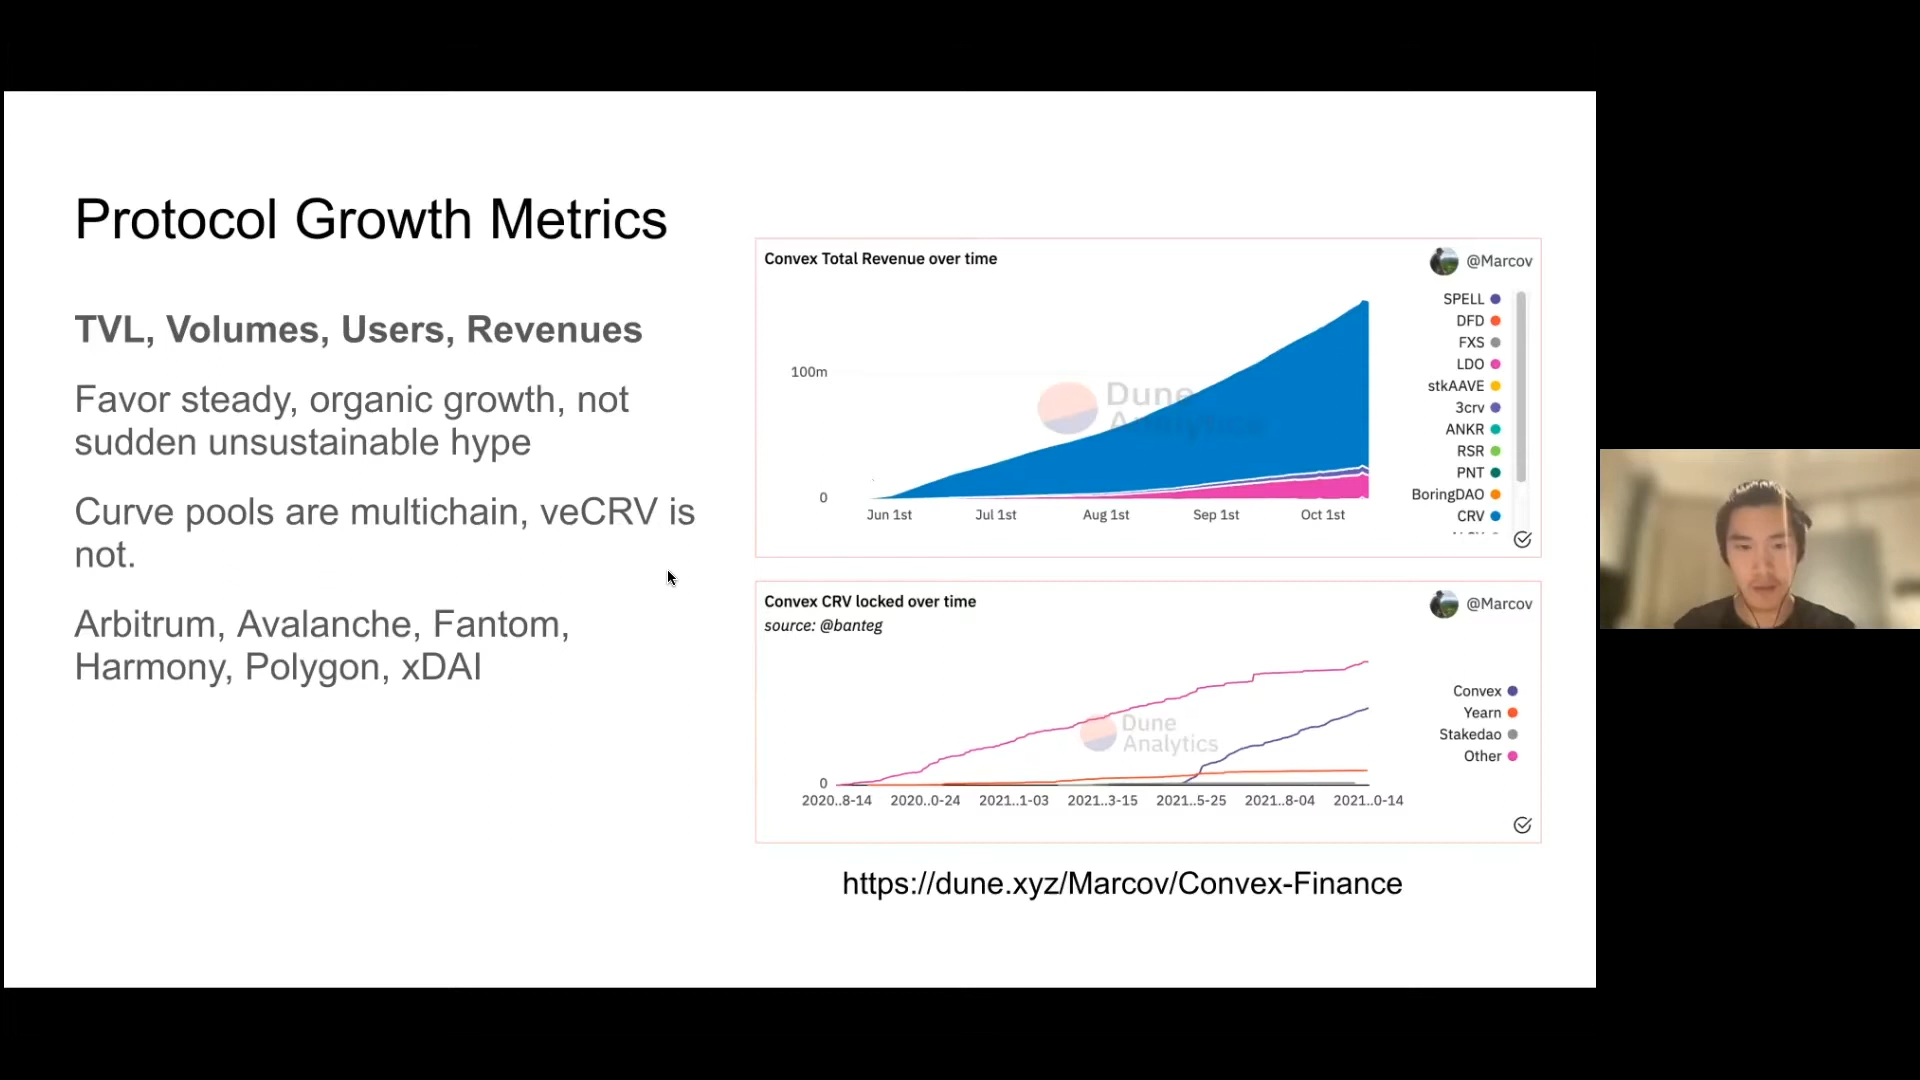 Protocol Growth Metrics
TVL, Volumes, Users, Revenues
Favor steady, organic growth, not
sudden unsustainable hype
Curve pools are multichain, veCRV is
not.
Arbitrum, Avalanche, Fantom,
Harmony, Polygon, xDAI
Convex Total Revenue over time
@Marcov
100m
0
Jun 1st
Jul 1st
Aug 1st
Sep 1st
Oct 1st
Dune
Analytics
SPELL
DFD
FXS
LDO
stkAAVE
3crv
ANKR
RSR
PNT
BoringDAO
CRV
Convex CRV locked over time
source: @banteg
@Marcov
0
2020..8-14
2020..0-24
2021..1-03
2021..3-15
2021..5-25
2021..8-04
2021..0-14
Dune
Analytics
Convex
Yearn
Stakedao
Other
https://dune.xyz/Marcov/Convex-Finance